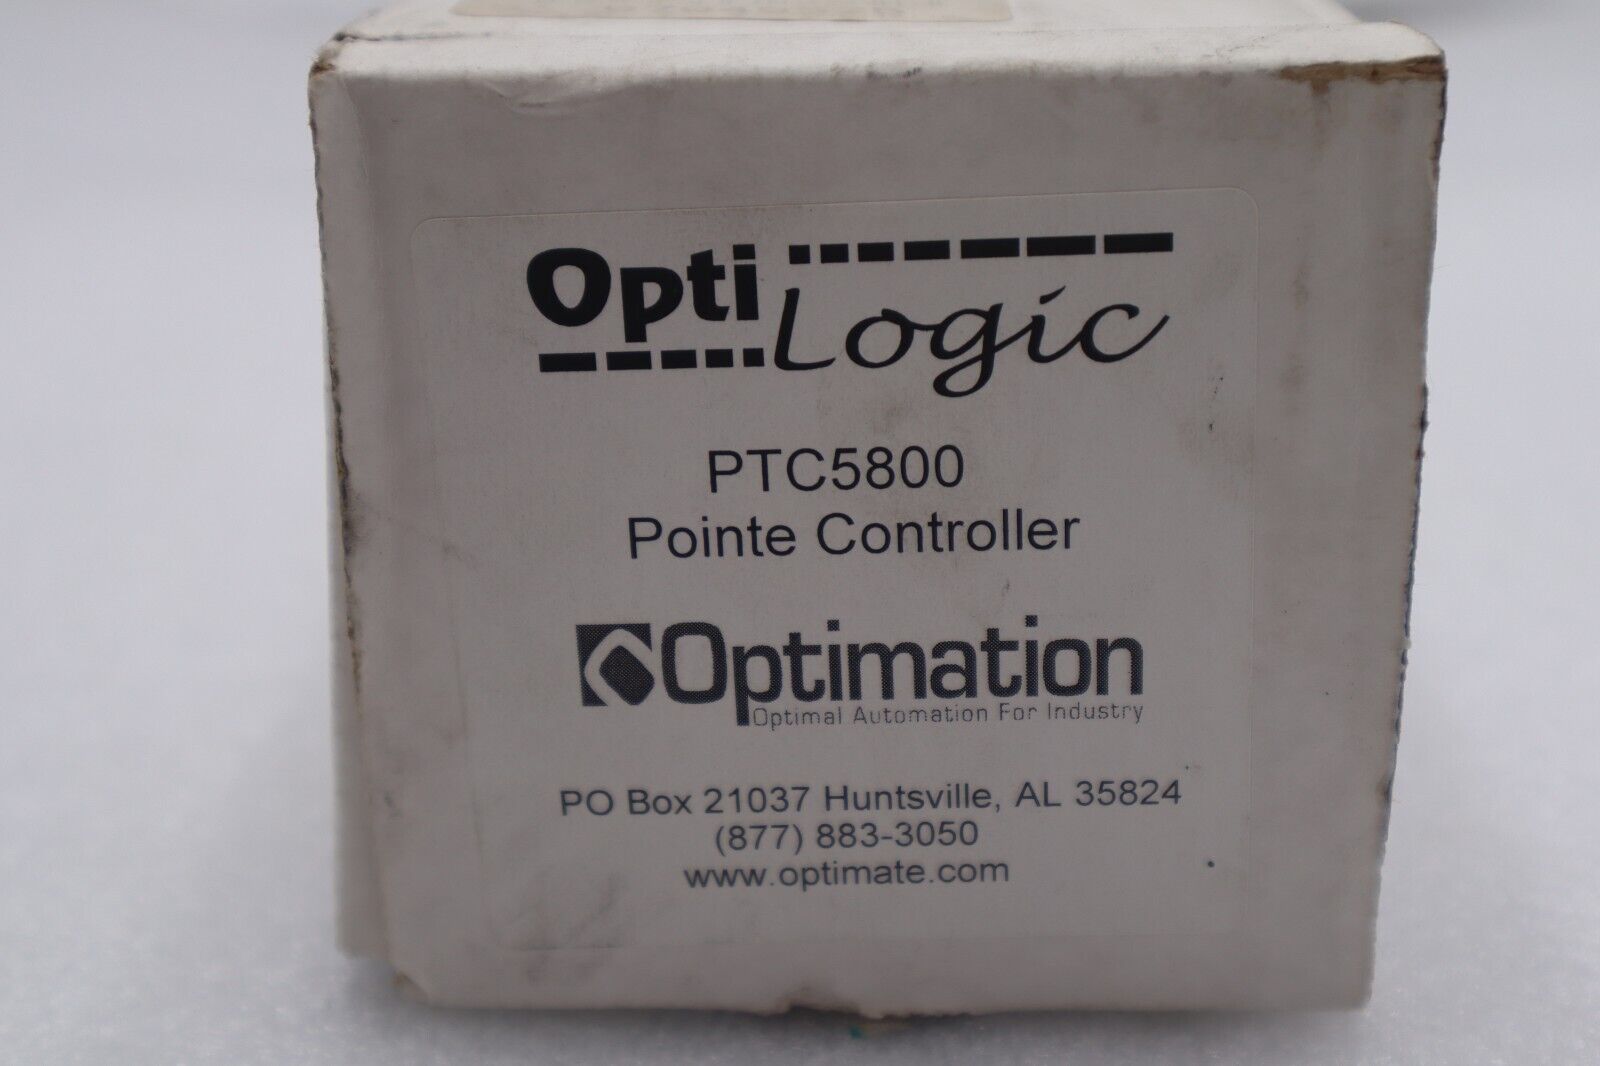 Opti
Logic
PTC5800
Pointe Controller
Optimation
Optimal Automation For Industry
PO Box 21037 Huntsville, AL 35824
(877) 883-3050
www.optimate.com